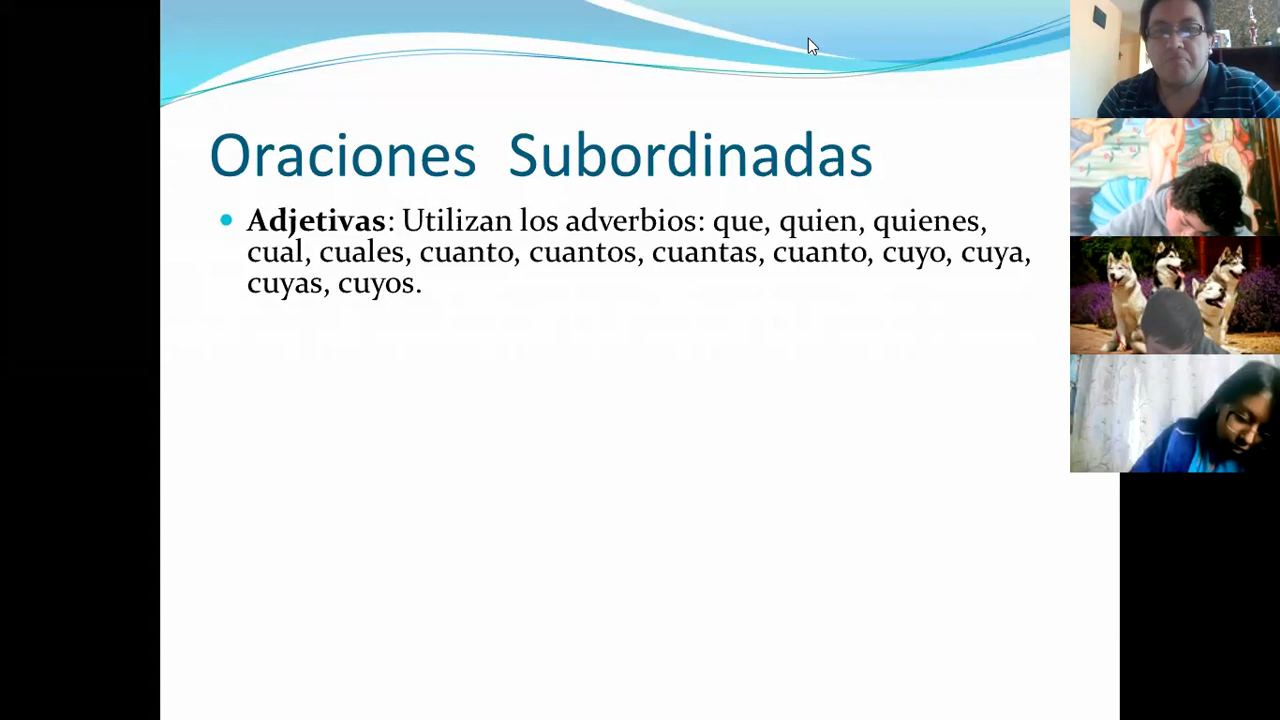 Oraciones Subordinadas
• Adjetivas: Utilizan los adverbios: que, quien, quienes,
cual, cuales, cuanto, cuantos, cuantas, cuanto, cuyo, cuya,
cuyas, cuyos.